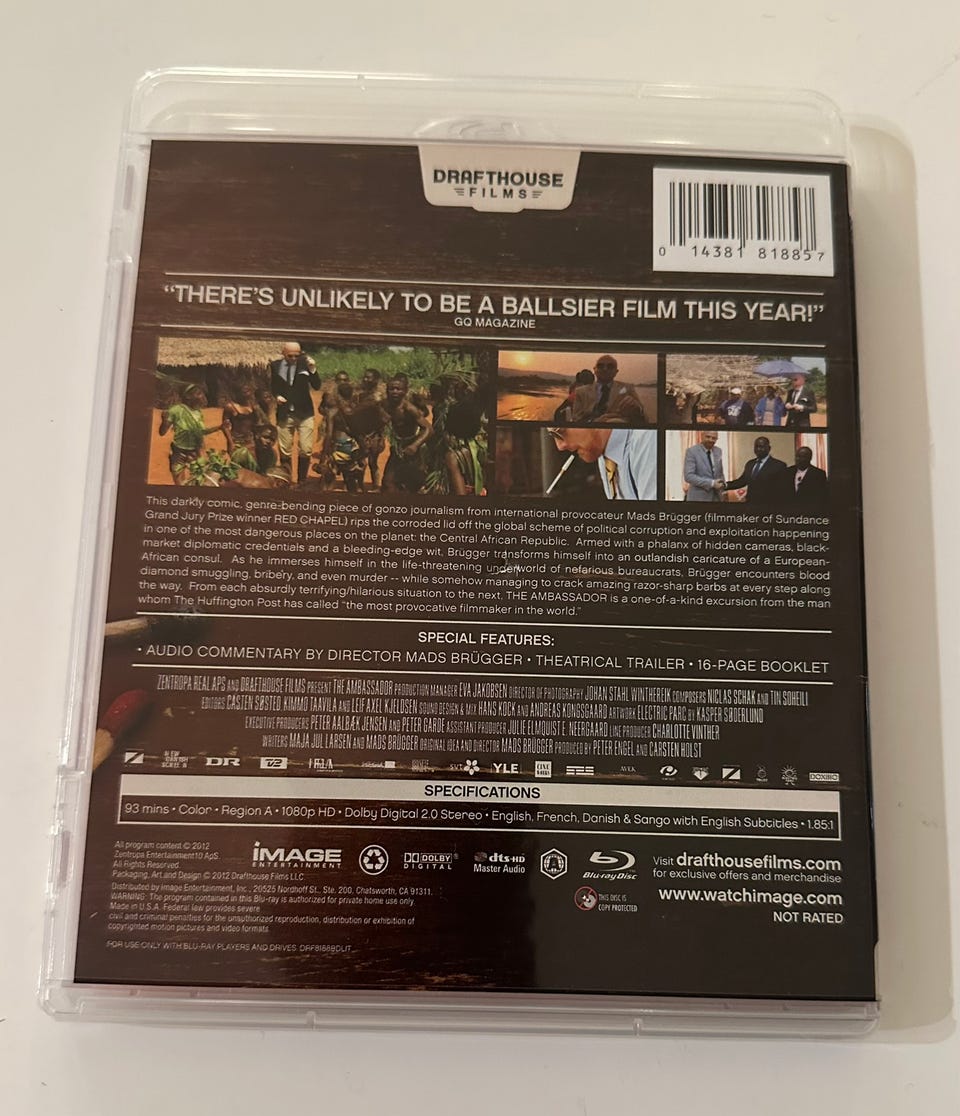 DRAFTHOUSE
FILMS
0 14381 81885 7
“THERE'S UNLIKELY TO BE A BALLSIER FILM THIS YEAR!”
GQ MAGAZINE
This darkly comic, genre-bending piece of gonzo journalism from international provocateur Mads Brügger (filmmaker of Sundance
Grand Jury Prize winner RED CHAPEL) rips the corroded lid off the global scheme of political corruption and exploitation happening
in one of the most dangerous places on the planet: the Central African Republic. Armed with a phalanx of hidden cameras, black-
market diplomatic credentials and a bleeding-edge wit, Brügger transforms himself into an outlandish caricature of a European-
African consul. As he immerses himself in the life-threatening underworld of nefarious bureaucrats, Brügger encounters blood
diamond smuggling, bribery, and even murder -- while somehow managing to crack amazing razor-sharp barbs at every step along
the way. From each absurdly terrifying/hilarious situation to the next, THE AMBASSADOR is a one-of-a-kind excursion from the man
whom The Huffington Post has called “the most provocative filmmaker in the world.”
SPECIAL FEATURES:
• AUDIO COMMENTARY BY DIRECTOR MADS BRÜGGER • THEATRICAL TRAILER • 16-PAGE BOOKLET
ZENTROPA REAL APS AND DRAFTHOUSE FILMS PRESENT THE AMBASSADOR PRODUCTION MANAGER EVA JAKOBSEN DIRECTOR OF PHOTOGRAPHY JOHAN STAHL WINTHEREIK COMPOSERS NICLAS SCHAK AND TIN SOHEILI
EDITORS CASTEN SØSTED KIMMO TAAVILA AND LEIF AXEL KJELDSEN SOUND DESIGN & MIX HANS KOCK AND ANDREAS KONGSGAARD ARTWORK ELECTRIC PARC BY KASPER SØDERLUND
EXECUTIVE PRODUCERS PETER AALBÆK JENSEN AND PETER GARDE ASSISTANT PRODUCER JULIE ELMQUIST E. NEERGAARD LINE PRODUCER CHARLOTTE VINTHER
WRITERS MAJA JUL LARSEN AND MADS BRÜGGER ORIGINAL IDEA AND DIRECTOR MADS BRÜGGER PRODUCED BY PETER ENGEL AND CARSTEN HOLST
NEW DANISH SCREEN DR TV2 svt YLE DOXBIO
SPECIFICATIONS
93 mins • Color • Region A • 1080p HD • Dolby Digital 2.0 Stereo • English, French, Danish & Sango with English Subtitles • 1.85:1
All program content © 2012
Zentropa Entertainment10 ApS.
All Rights Reserved.
Packaging, Art and Design © 2012 Drafthouse Films LLC.
Distributed by Image Entertainment, Inc., 20525 Nordhoff St., Ste. 200, Chatsworth, CA 91311.
WARNING: The program contained in this Blu-ray is authorized for private home use only.
Made in U.S.A. Federal law provides severe
civil and criminal penalties for the unauthorized reproduction, distribution or exhibition of
copyrighted motion pictures and video formats.
FOR USE ONLY WITH BLU-RAY PLAYERS AND DRIVES. DRF8188BDLIT
IMAGE
ENTERTAINMENT
DOLBY
DIGITAL
dts-HD
Master Audio
Blu-ray Disc
THIS DISC IS
COPY PROTECTED
Visit drafthousefilms.com
for exclusive offers and merchandise
www.watchimage.com
NOT RATED